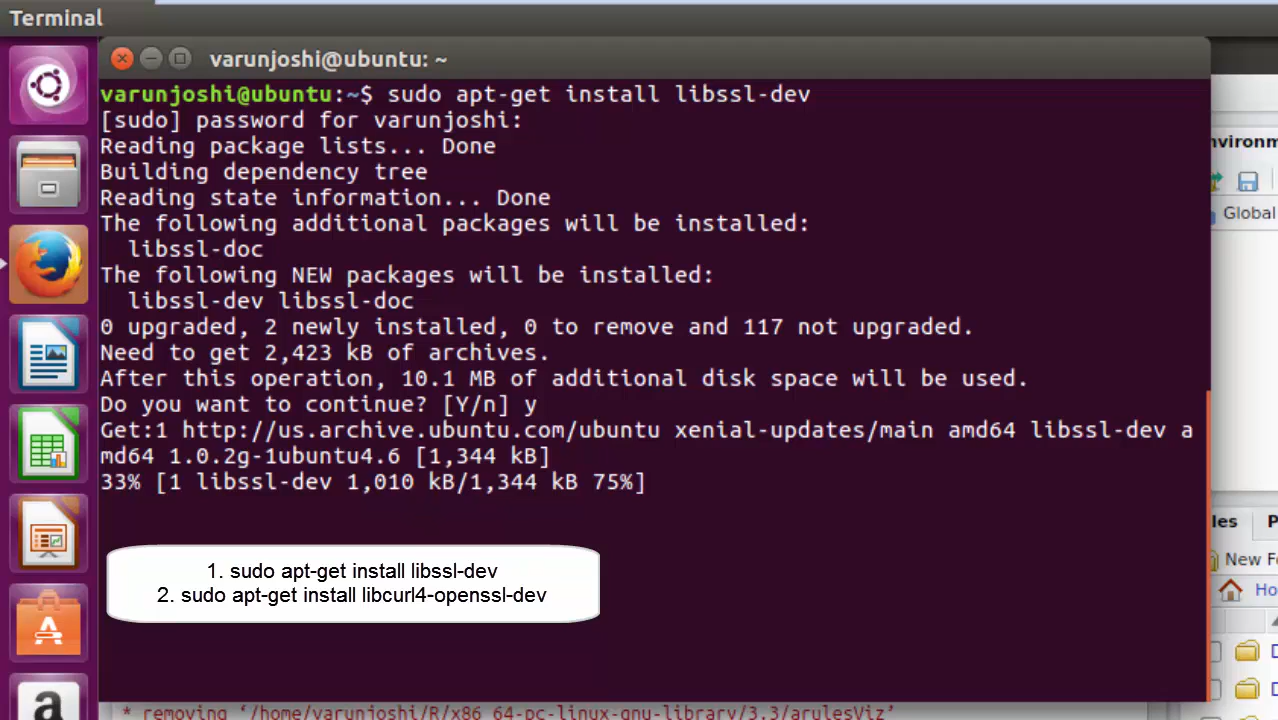 Terminal
varunjoshi@ubuntu: ~
varunjoshi@ubuntu:~$ sudo apt-get install libssl-dev
[sudo] password for varunjoshi:
Reading package lists... Done
Building dependency tree
Reading state information... Done
The following additional packages will be installed:
  libssl-doc
The following NEW packages will be installed:
  libssl-dev libssl-doc
0 upgraded, 2 newly installed, 0 to remove and 117 not upgraded.
Need to get 2,423 kB of archives.
After this operation, 10.1 MB of additional disk space will be used.
Do you want to continue? [Y/n] y
Get:1 http://us.archive.ubuntu.com/ubuntu xenial-updates/main amd64 libssl-dev a
md64 1.0.2g-1ubuntu4.6 [1,344 kB]
33% [1 libssl-dev 1,010 kB/1,344 kB 75%]
1. sudo apt-get install libssl-dev
2. sudo apt-get install libcurl4-openssl-dev
nvironm
Global
les P
New Fo
Ho
* removing ‘/home/varunjoshi/R/x86_64-pc-linux-gnu-library/3.3/arulesViz’